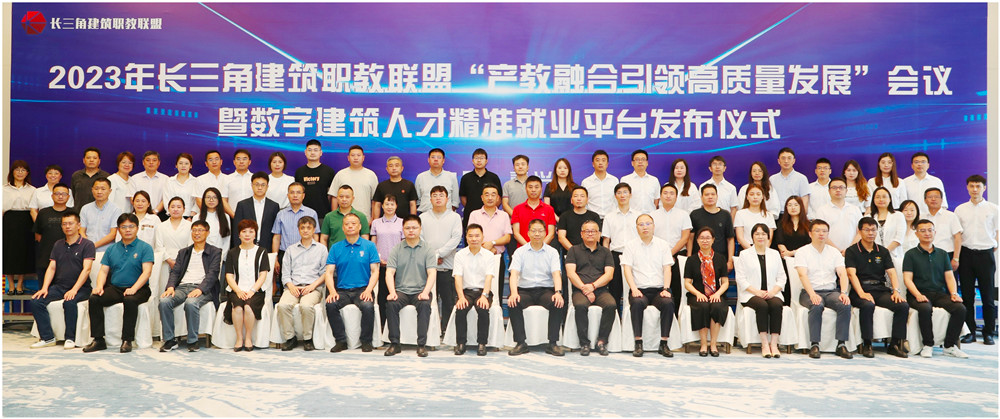 长三角建筑职教联盟
2023年长三角建筑职教联盟“产教融合引领高质量发展”会议
暨数字建筑人才精准就业平台发布仪式
Victory